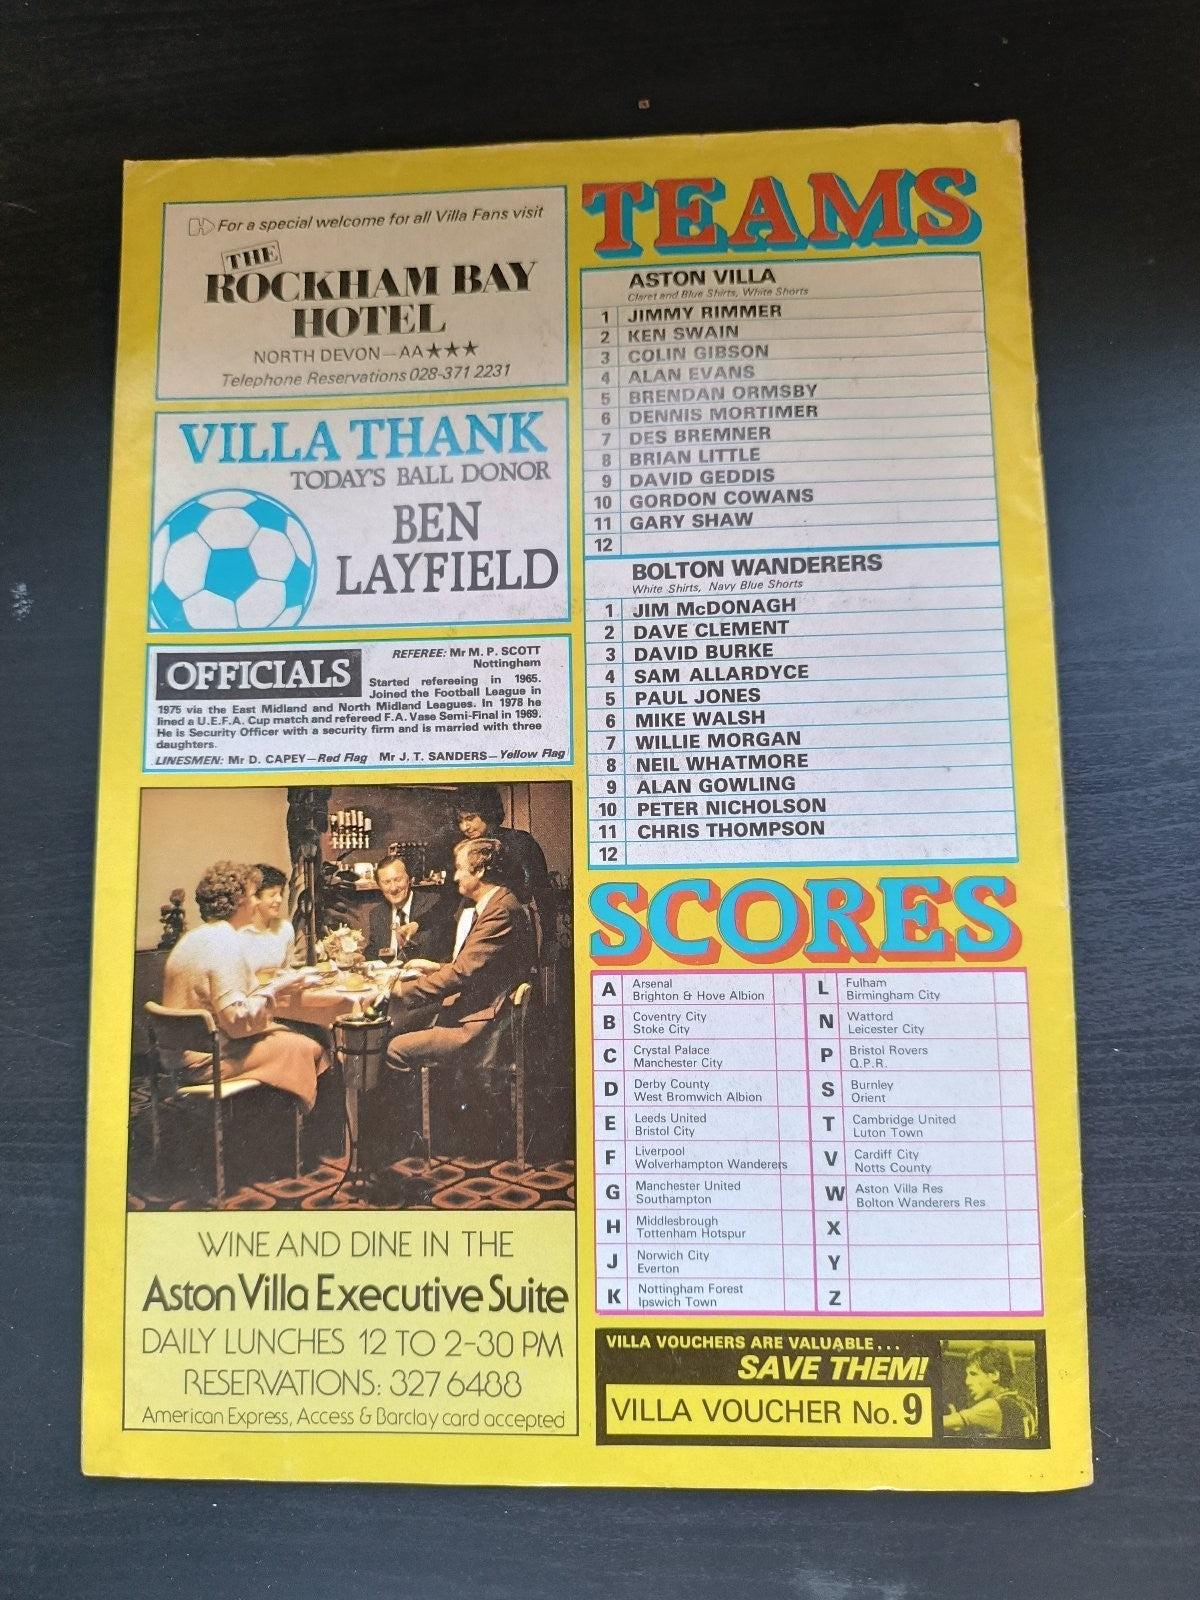 For a special welcome for all Villa Fans visit
THE
ROCKHAM BAY
HOTEL
NORTH DEVON—AA★★★
Telephone Reservations 028-371 2231
VILLA THANK
TODAY'S BALL DONOR
BEN
LAYFIELD
OFFICIALS
REFEREE: Mr M. P. SCOTT
Nottingham
Started refereeing in 1965.
Joined the Football League in
1975 via the East Midland and North Midland Leagues. In 1978 he
lined a U.E.F.A. Cup match and refereed F.A. Vase Semi-Final in 1969.
He is Security Officer with a security firm and is married with three
daughters.
LINESMEN: Mr D. CAPEY—Red Flag Mr J. T. SANDERS—Yellow Flag
WINE AND DINE IN THE
Aston Villa Executive Suite
DAILY LUNCHES 12 TO 2-30 PM
RESERVATIONS: 327 6488
American Express, Access & Barclay card accepted
TEAMS
ASTON VILLA
Claret and Blue Shirts, White Shorts
1 JIMMY RIMMER
2 KEN SWAIN
3 COLIN GIBSON
4 ALAN EVANS
5 BRENDAN ORMSBY
6 DENNIS MORTIMER
7 DES BREMNER
8 BRIAN LITTLE
9 DAVID GEDDIS
10 GORDON COWANS
11 GARY SHAW
12
BOLTON WANDERERS
White Shirts, Navy Blue Shorts
1 JIM McDONAGH
2 DAVE CLEMENT
3 DAVID BURKE
4 SAM ALLARDYCE
5 PAUL JONES
6 MIKE WALSH
7 WILLIE MORGAN
8 NEIL WHATMORE
9 ALAN GOWLING
10 PETER NICHOLSON
11 CHRIS THOMPSON
12
SCORES
A Arsenal
Brighton & Hove Albion
B Coventry City
Stoke City
C Crystal Palace
Manchester City
D Derby County
West Bromwich Albion
E Leeds United
Bristol City
F Liverpool
Wolverhampton Wanderers
G Manchester United
Southampton
H Middlesbrough
Tottenham Hotspur
J Norwich City
Everton
K Nottingham Forest
Ipswich Town
L Fulham
Birmingham City
N Watford
Leicester City
P Bristol Rovers
Q.P.R.
S Burnley
Orient
T Cambridge United
Luton Town
V Cardiff City
Notts County
W Aston Villa Res
Bolton Wanderers Res
X
Y
Z
VILLA VOUCHERS ARE VALUABLE...
SAVE THEM!
VILLA VOUCHER No. 9